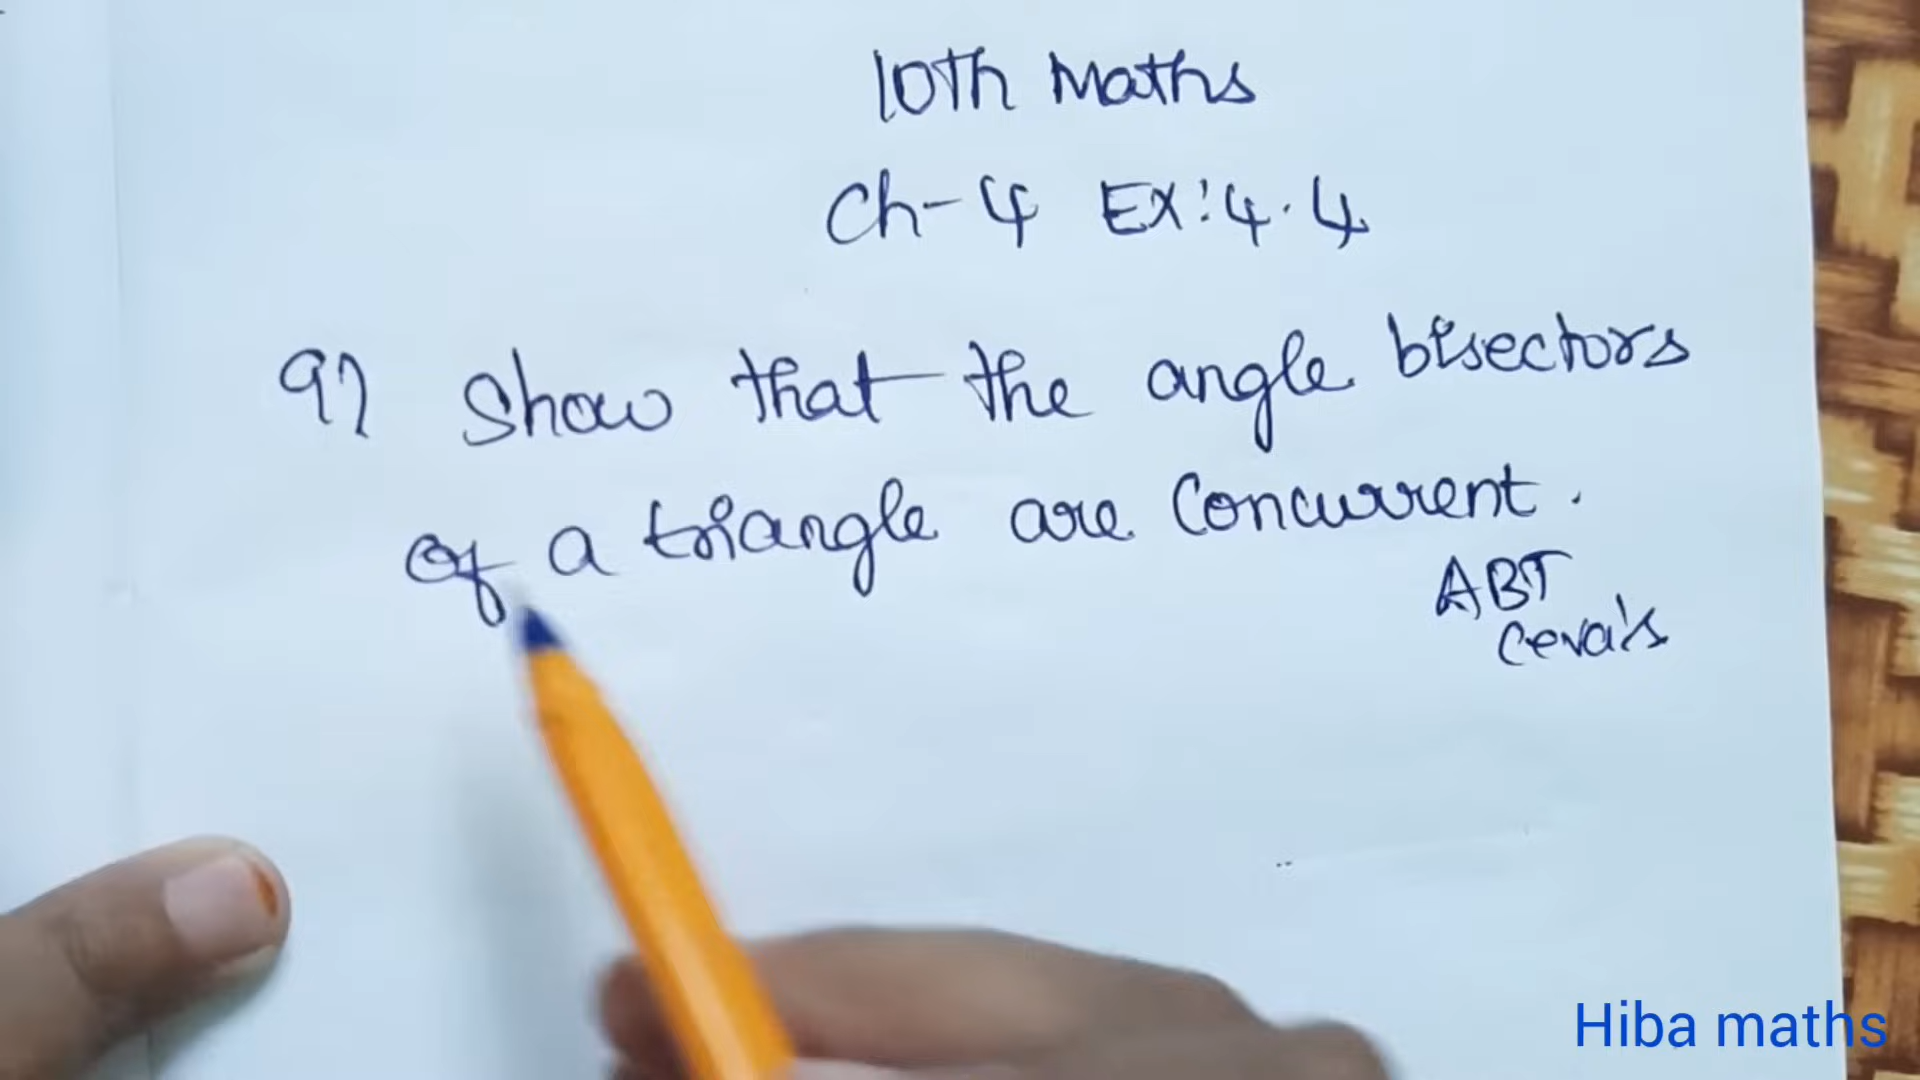 10Th Maths
Ch-4 EX:4.4
9) Show that the angle bisectors
of a triangle are concurrent.
ABT
Ceva's
Hiba maths